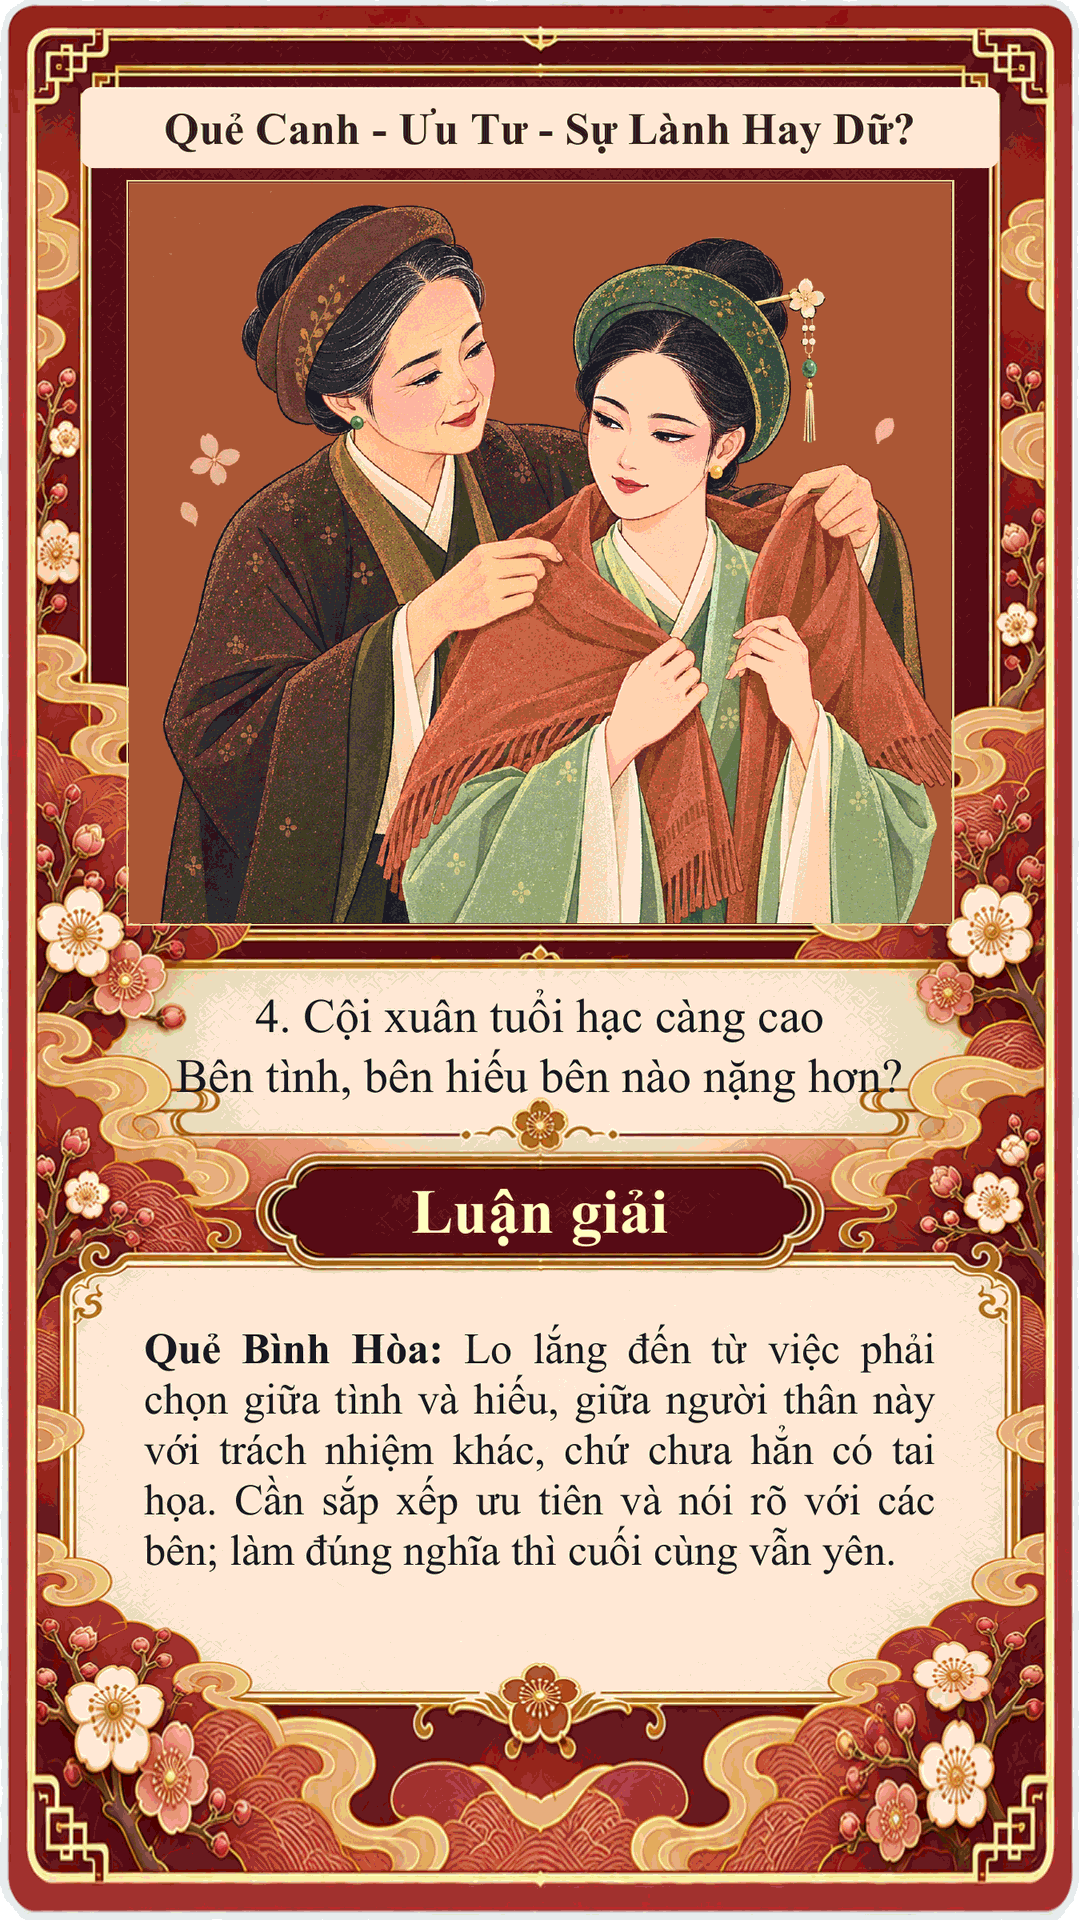 Quẻ Canh - Ưu Tư - Sự Lành Hay Dữ?
4. Cội xuân tuổi hạc càng cao
Bên tình, bên hiếu bên nào nặng hơn?
Luận giải
Quẻ Bình Hòa: Lo lắng đến từ việc phải
chọn giữa tình và hiếu, giữa người thân này
với trách nhiệm khác, chứ chưa hẳn có tai
họa. Cần sắp xếp ưu tiên và nói rõ với các
bên; làm đúng nghĩa thì cuối cùng vẫn yên.